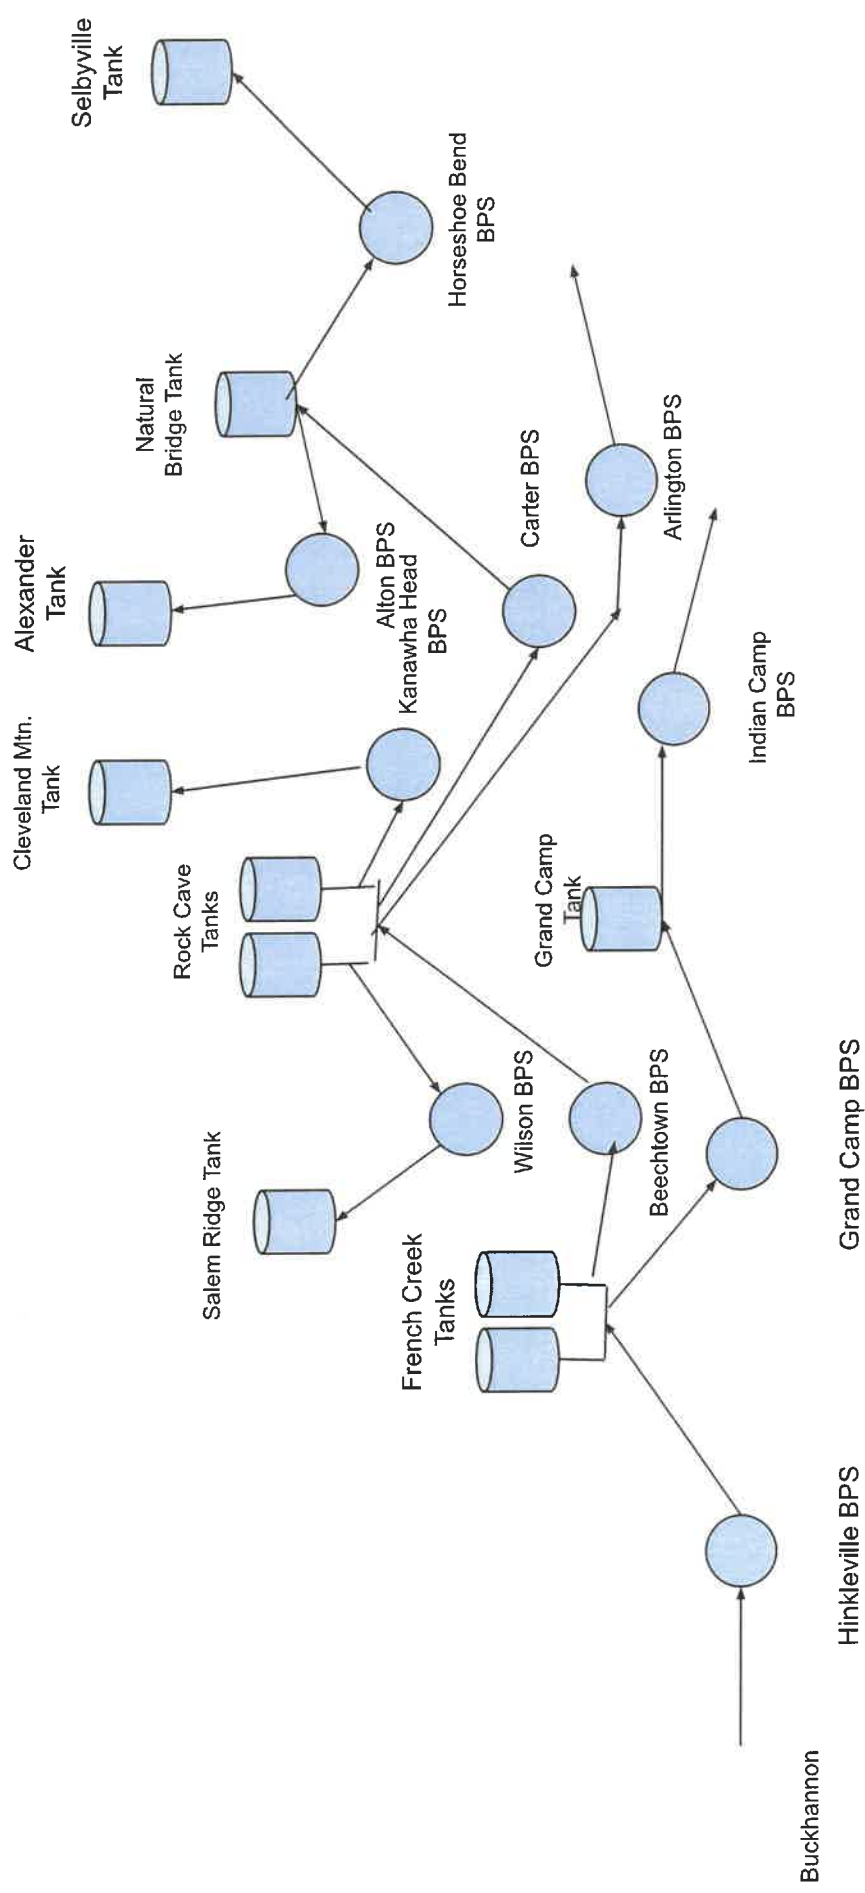 Selbyville
Tank
Horseshoe Bend
BPS
Natural
Bridge Tank
Alexander
Tank
Alton BPS
Kanawha Head
BPS
Carter BPS
Arlington BPS
Cleveland Mtn.
Tank
Indian Camp
BPS
Rock Cave
Tanks
Grand Camp
Tank
Wilson BPS
Beechtown BPS
Salem Ridge Tank
Grand Camp BPS
French Creek
Tanks
Hinkleville BPS
Buckhannon